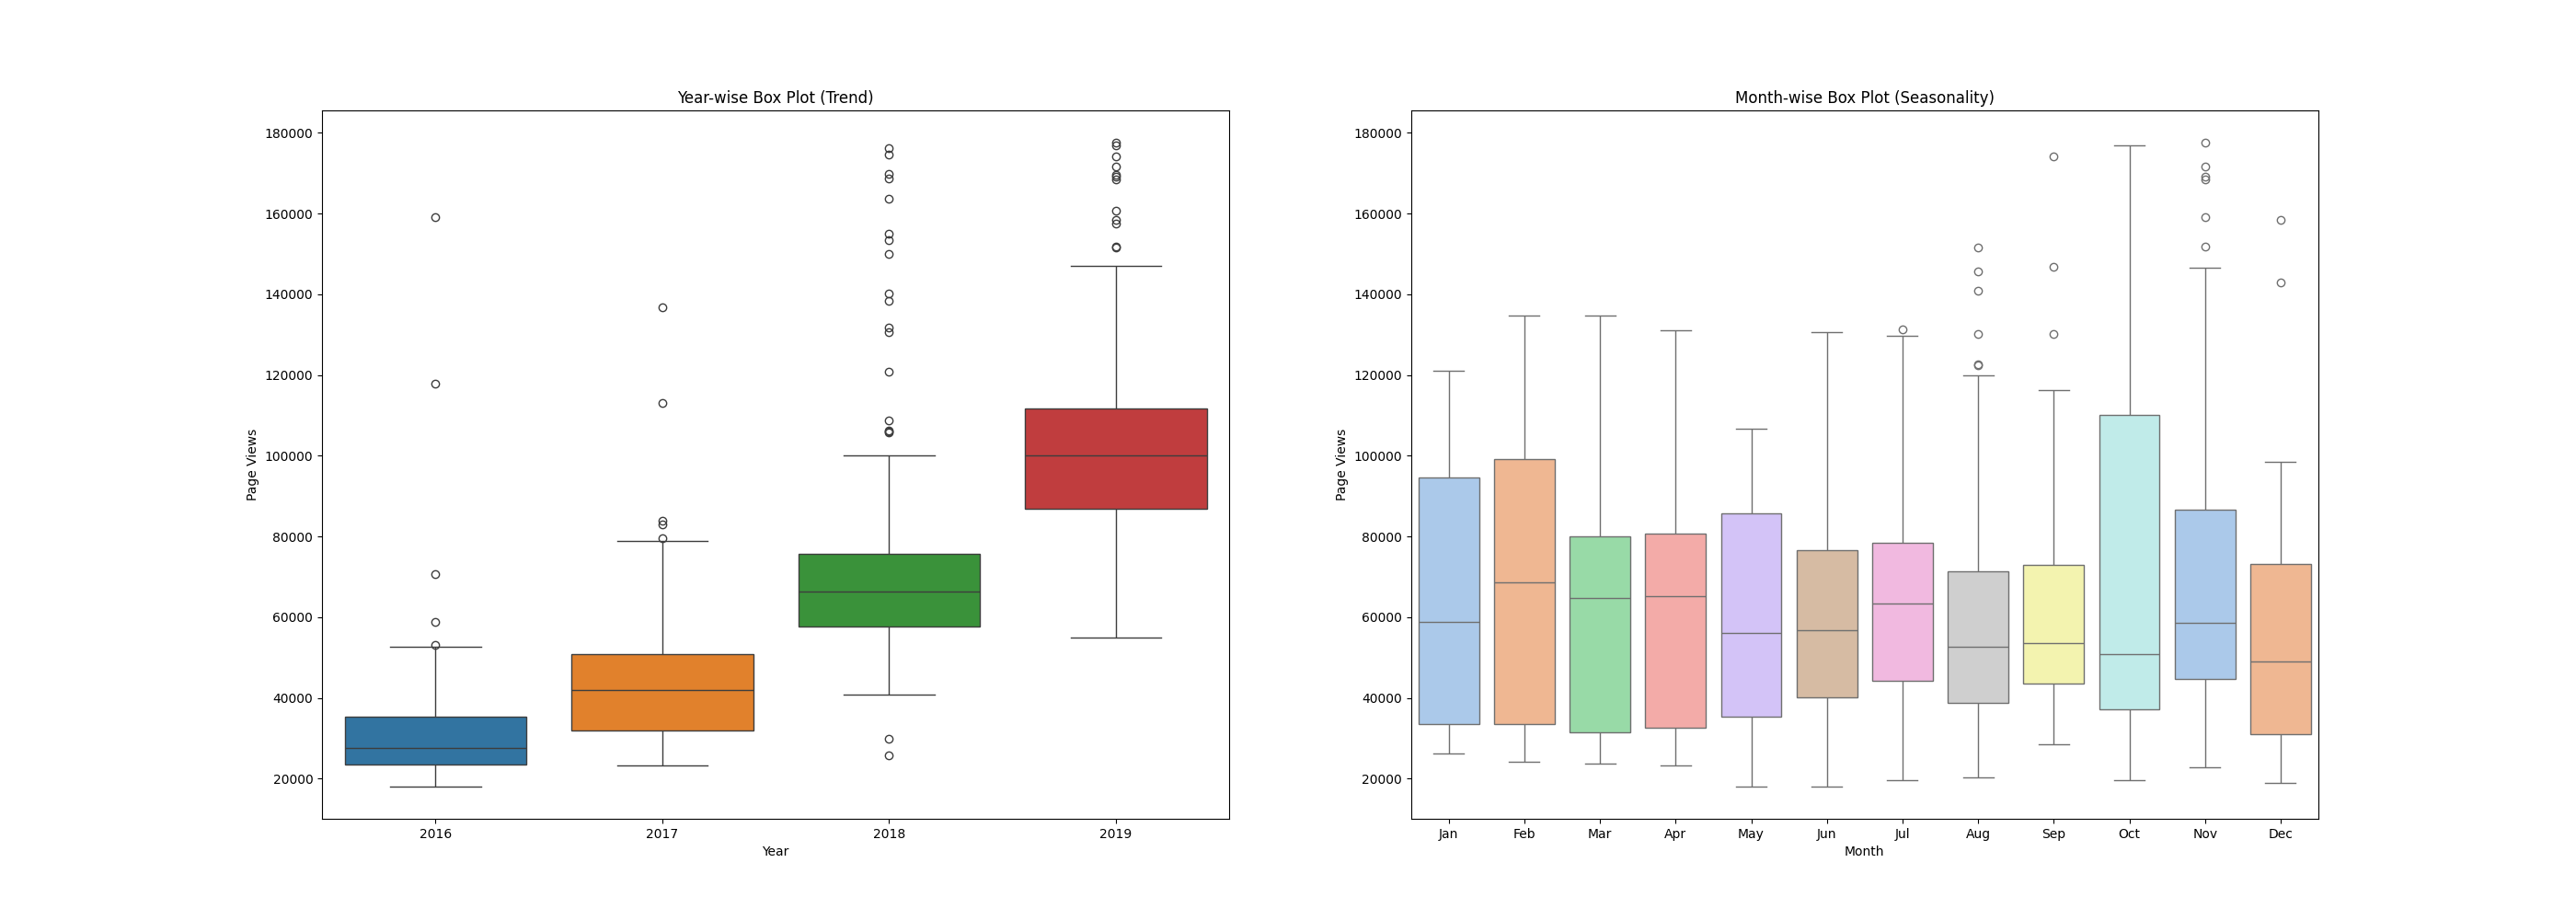 Year-wise Box Plot (Trend)
180000
160000
140000
120000
100000
80000
60000
40000
20000
Page Views
2016 2017 2018 2019
Year
Month-wise Box Plot (Seasonality)
180000
160000
140000
120000
100000
80000
60000
40000
20000
Page Views
Jan Feb Mar Apr May Jun Jul Aug Sep Oct Nov Dec
Month